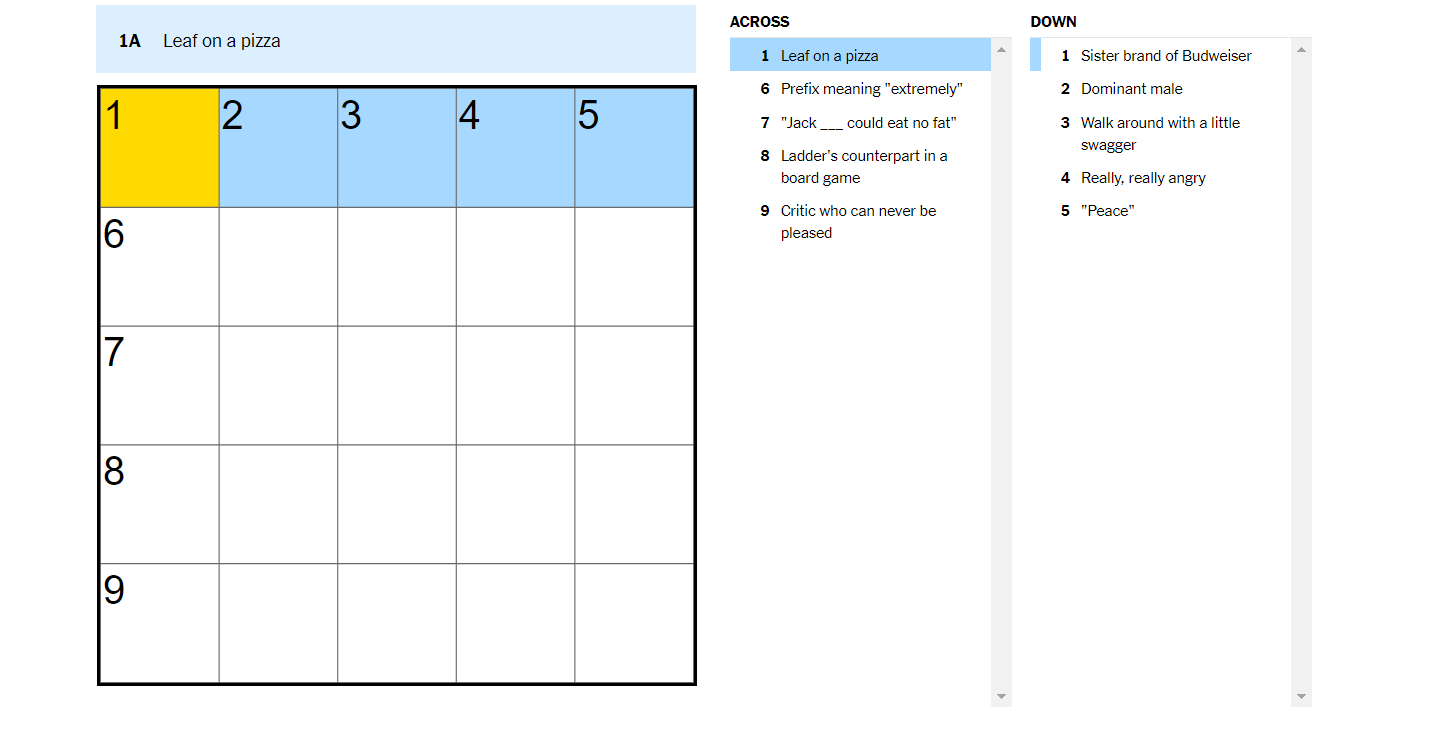 1A Leaf on a pizza
1 2 3 4 5
6
7
8
9
ACROSS
1 Leaf on a pizza
6 Prefix meaning "extremely"
7 "Jack ___ could eat no fat"
8 Ladder's counterpart in a
board game
9 Critic who can never be
pleased
DOWN
1 Sister brand of Budweiser
2 Dominant male
3 Walk around with a little
swagger
4 Really, really angry
5 "Peace"